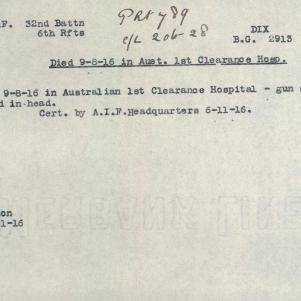 F. 32nd Battn
6th Rfts
DIX
B.G. 2913
Died 9-8-16 in Aust. 1st Clearance Hosp.
9-8-16 in Australian 1st Clearance Hospital - gun
d in head.
Cert. by A.I.F. Headquarters 6-11-16.
on
1-16